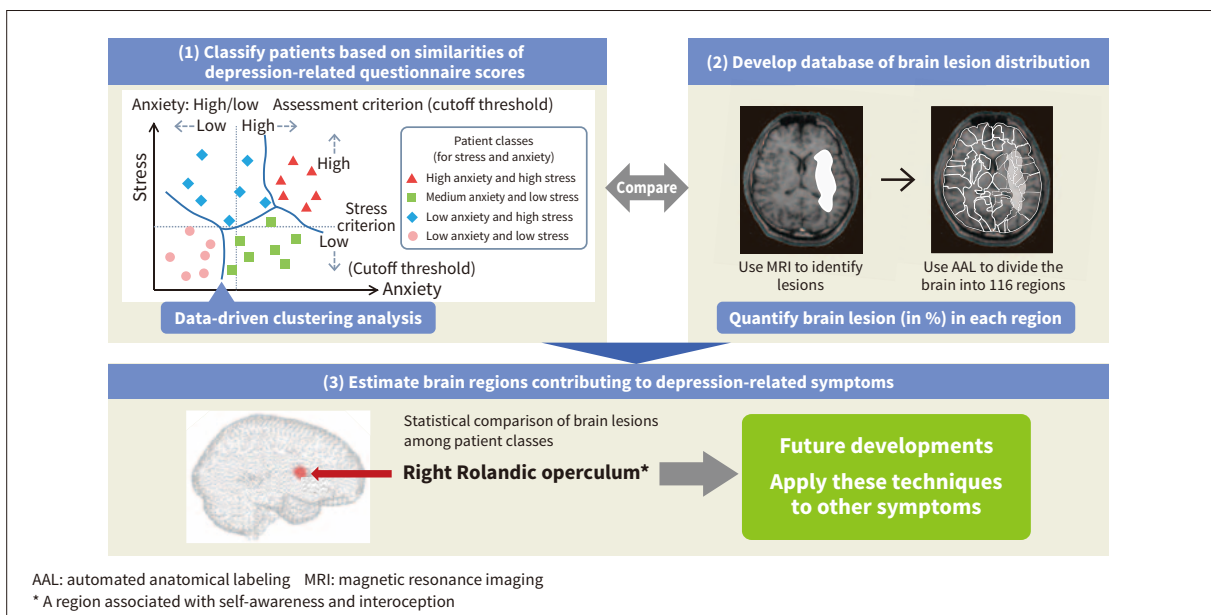 (1) Classify patients based on similarities of
depression-related questionnaire scores
Anxiety: High/low Assessment criterion (cutoff threshold)
Low High
High
Stress
Patient classes
(for stress and anxiety)
High anxiety and high stress
Medium anxiety and low stress
Low anxiety and high stress
Low anxiety and low stress
Stress
criterion
Low
(Cutoff threshold)
Anxiety
Data-driven clustering analysis
Compare
(2) Develop database of brain lesion distribution
Use MRI to identify
lesions
Use AAL to divide the
brain into 116 regions
Quantify brain lesion (in %) in each region
(3) Estimate brain regions contributing to depression-related symptoms
Statistical comparison of brain lesions
among patient classes
Right Rolandic operculum*
Future developments
Apply these techniques
to other symptoms
AAL: automated anatomical labeling MRI: magnetic resonance imaging
* A region associated with self-awareness and interoception